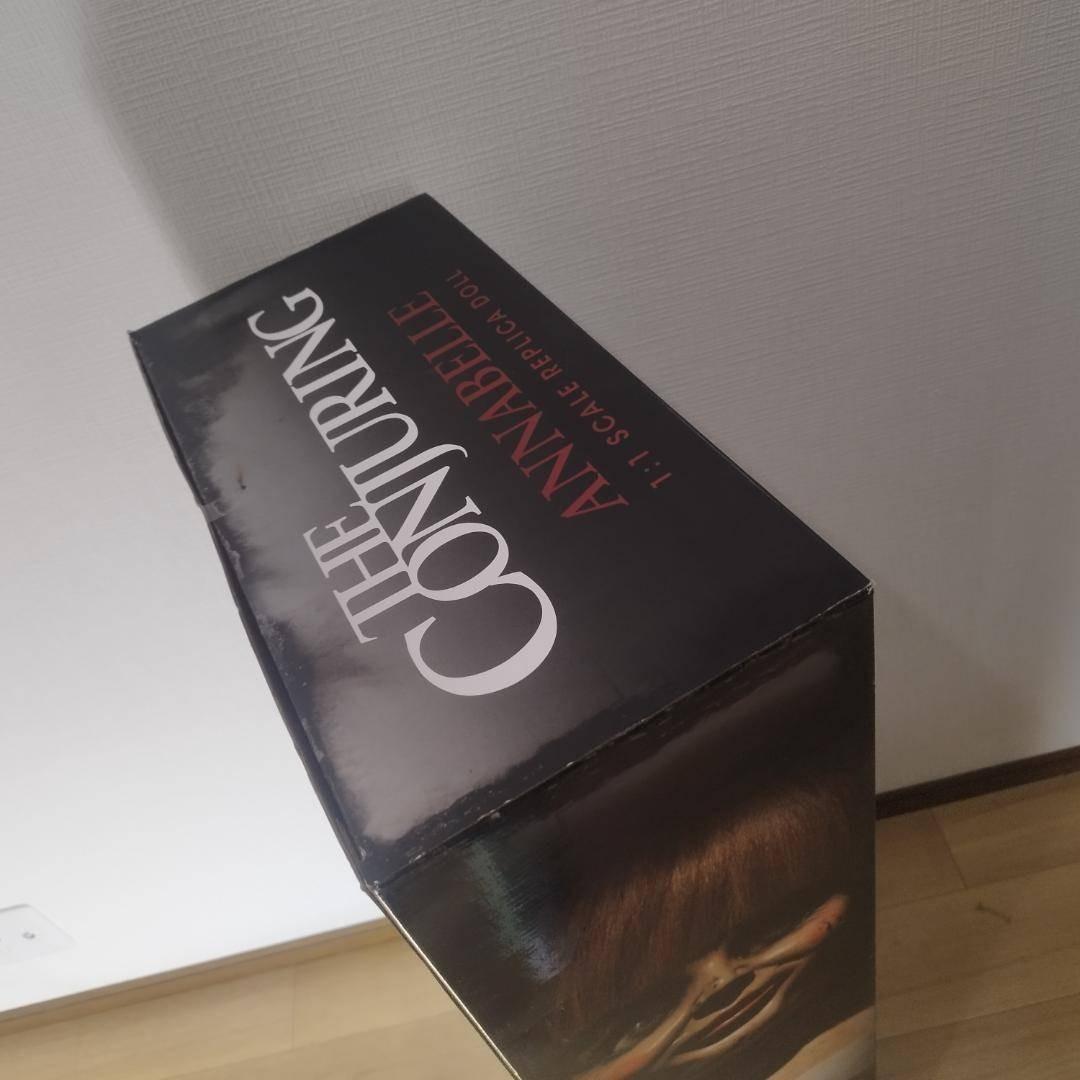 THE
CONJURING
ANNABELLE
1:1 SCALE REPLICA DOLL